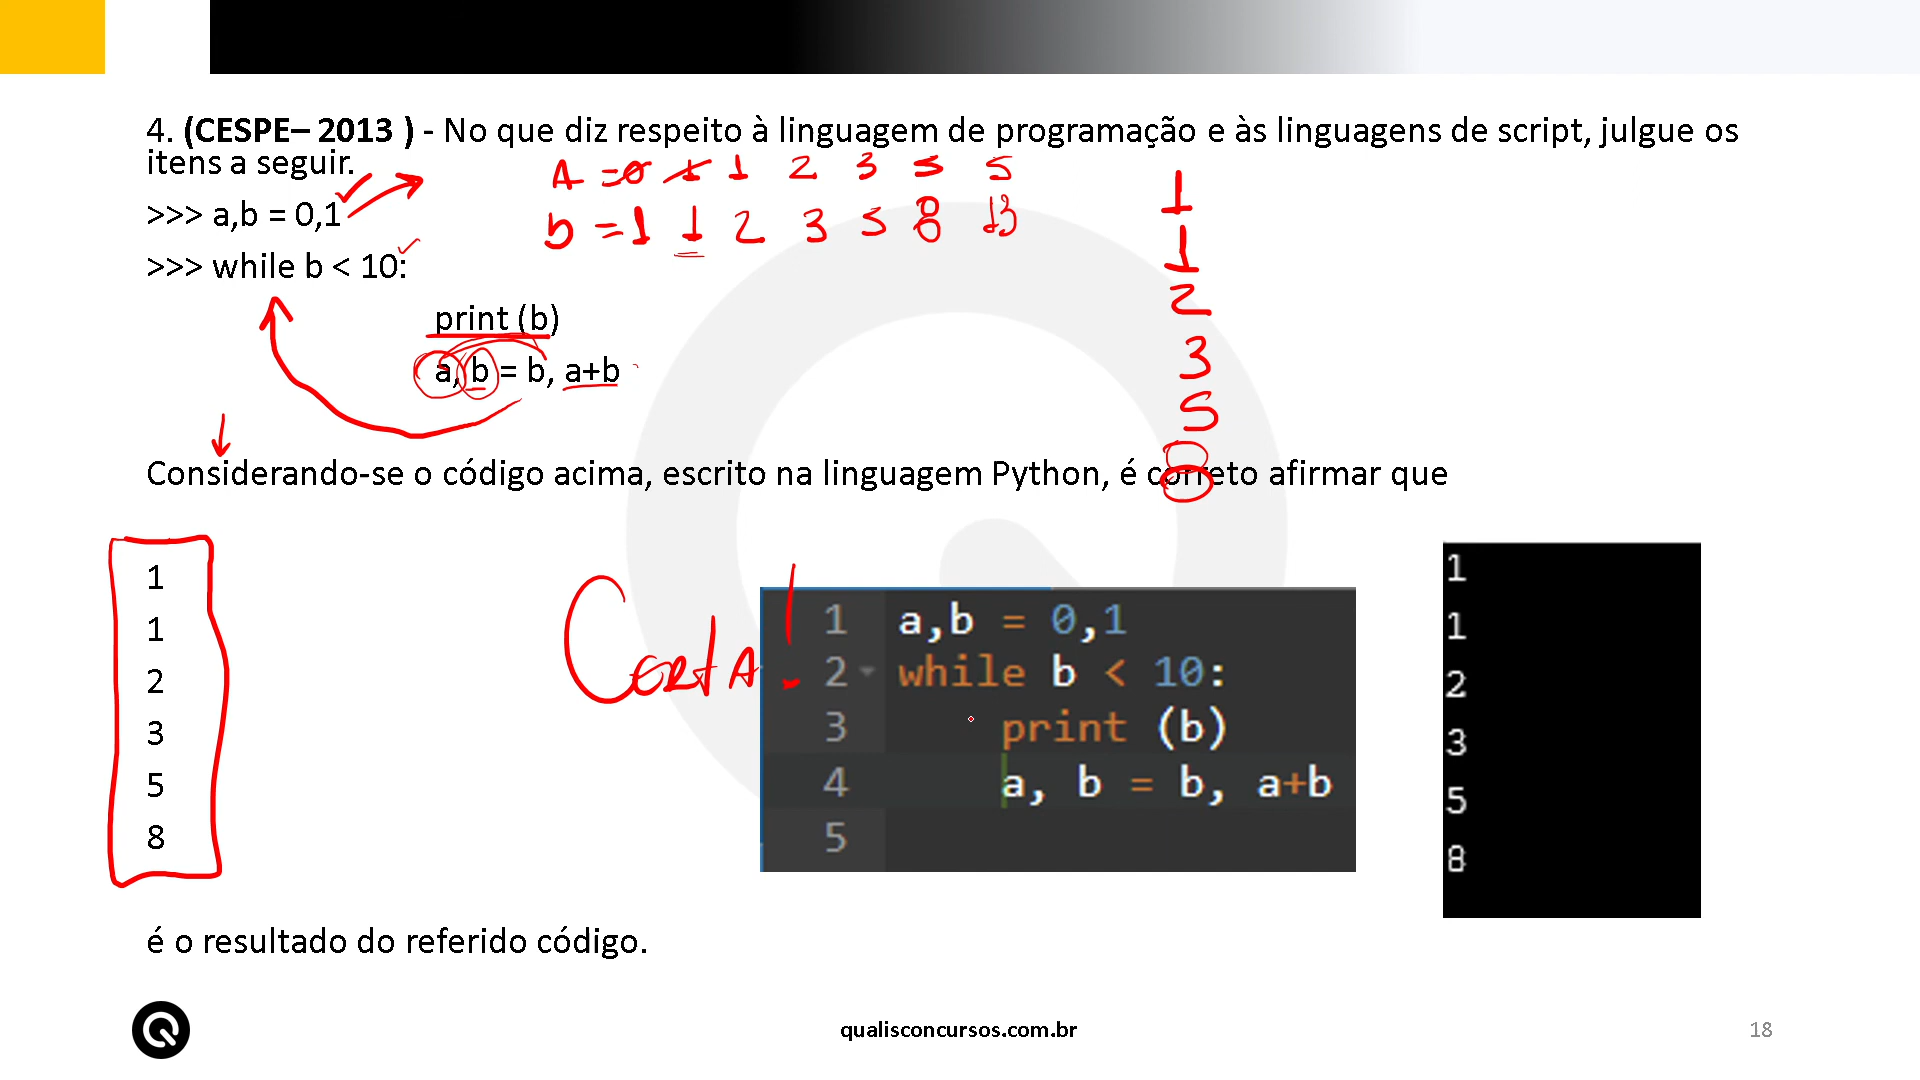 4. (CESPE– 2013 ) - No que diz respeito à linguagem de programação e às linguagens de script, julgue os
itens a seguir.
A = 0 1 1 2 3 5 5
>>> a,b = 0,1
b = 1 1 2 3 5 8 13
>>> while b < 10:
print (b)
a, b = b, a+b
1
1
2
3
5
8
Considerando-se o código acima, escrito na linguagem Python, é correto afirmar que
1
1
2
3
5
8
CertA!
1 a,b = 0,1
2 while b < 10:
3 print (b)
4 a, b = b, a+b
5
1
1
2
3
5
8
é o resultado do referido código.
qualisconcursos.com.br
18